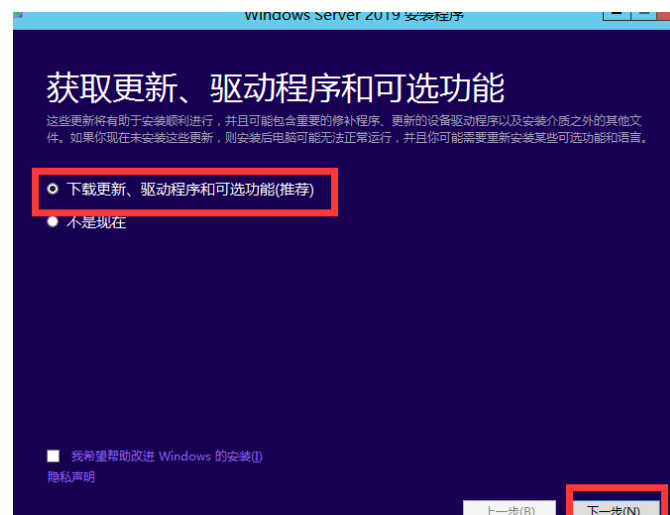 Windows Server 2019 安装程序
获取更新、驱动程序和可选功能
这些更新将有助于安装顺利进行，并且可能包含重要的修补程序、更新的设备驱动程序以及安装介质之外的其他文
件。如果你现在未安装这些更新，则安装后电脑可能无法正常运行，并且你可能需要重新安装某些可选功能和语言。
下载更新、驱动程序和可选功能(推荐)
不是现在
我希望帮助改进 Windows 的安装(I)
隐私声明
上一步(B) 下一步(N)